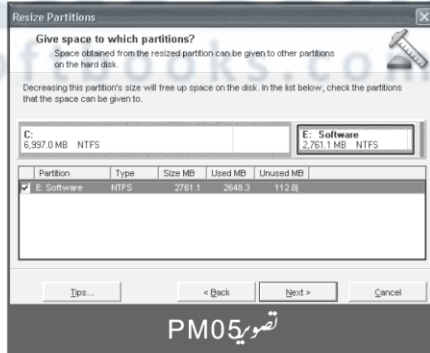 Resize Partitions
Give space to which partitions?
Space obtained from the resized partition can be given to other partitions
on the hard disk.
Decreasing this partition's size will free up space on the disk. In the list below, check the partitions
that the space can be given to.
C:
6,997.0 MB NTFS
E: Software
2,761.1 MB NTFS
Partition Type Size MB Used MB Unused MB
E: Software NTFS 2761.1 2648.3 112.8
Tips... < Back Next > Cancel
تصویر PM05